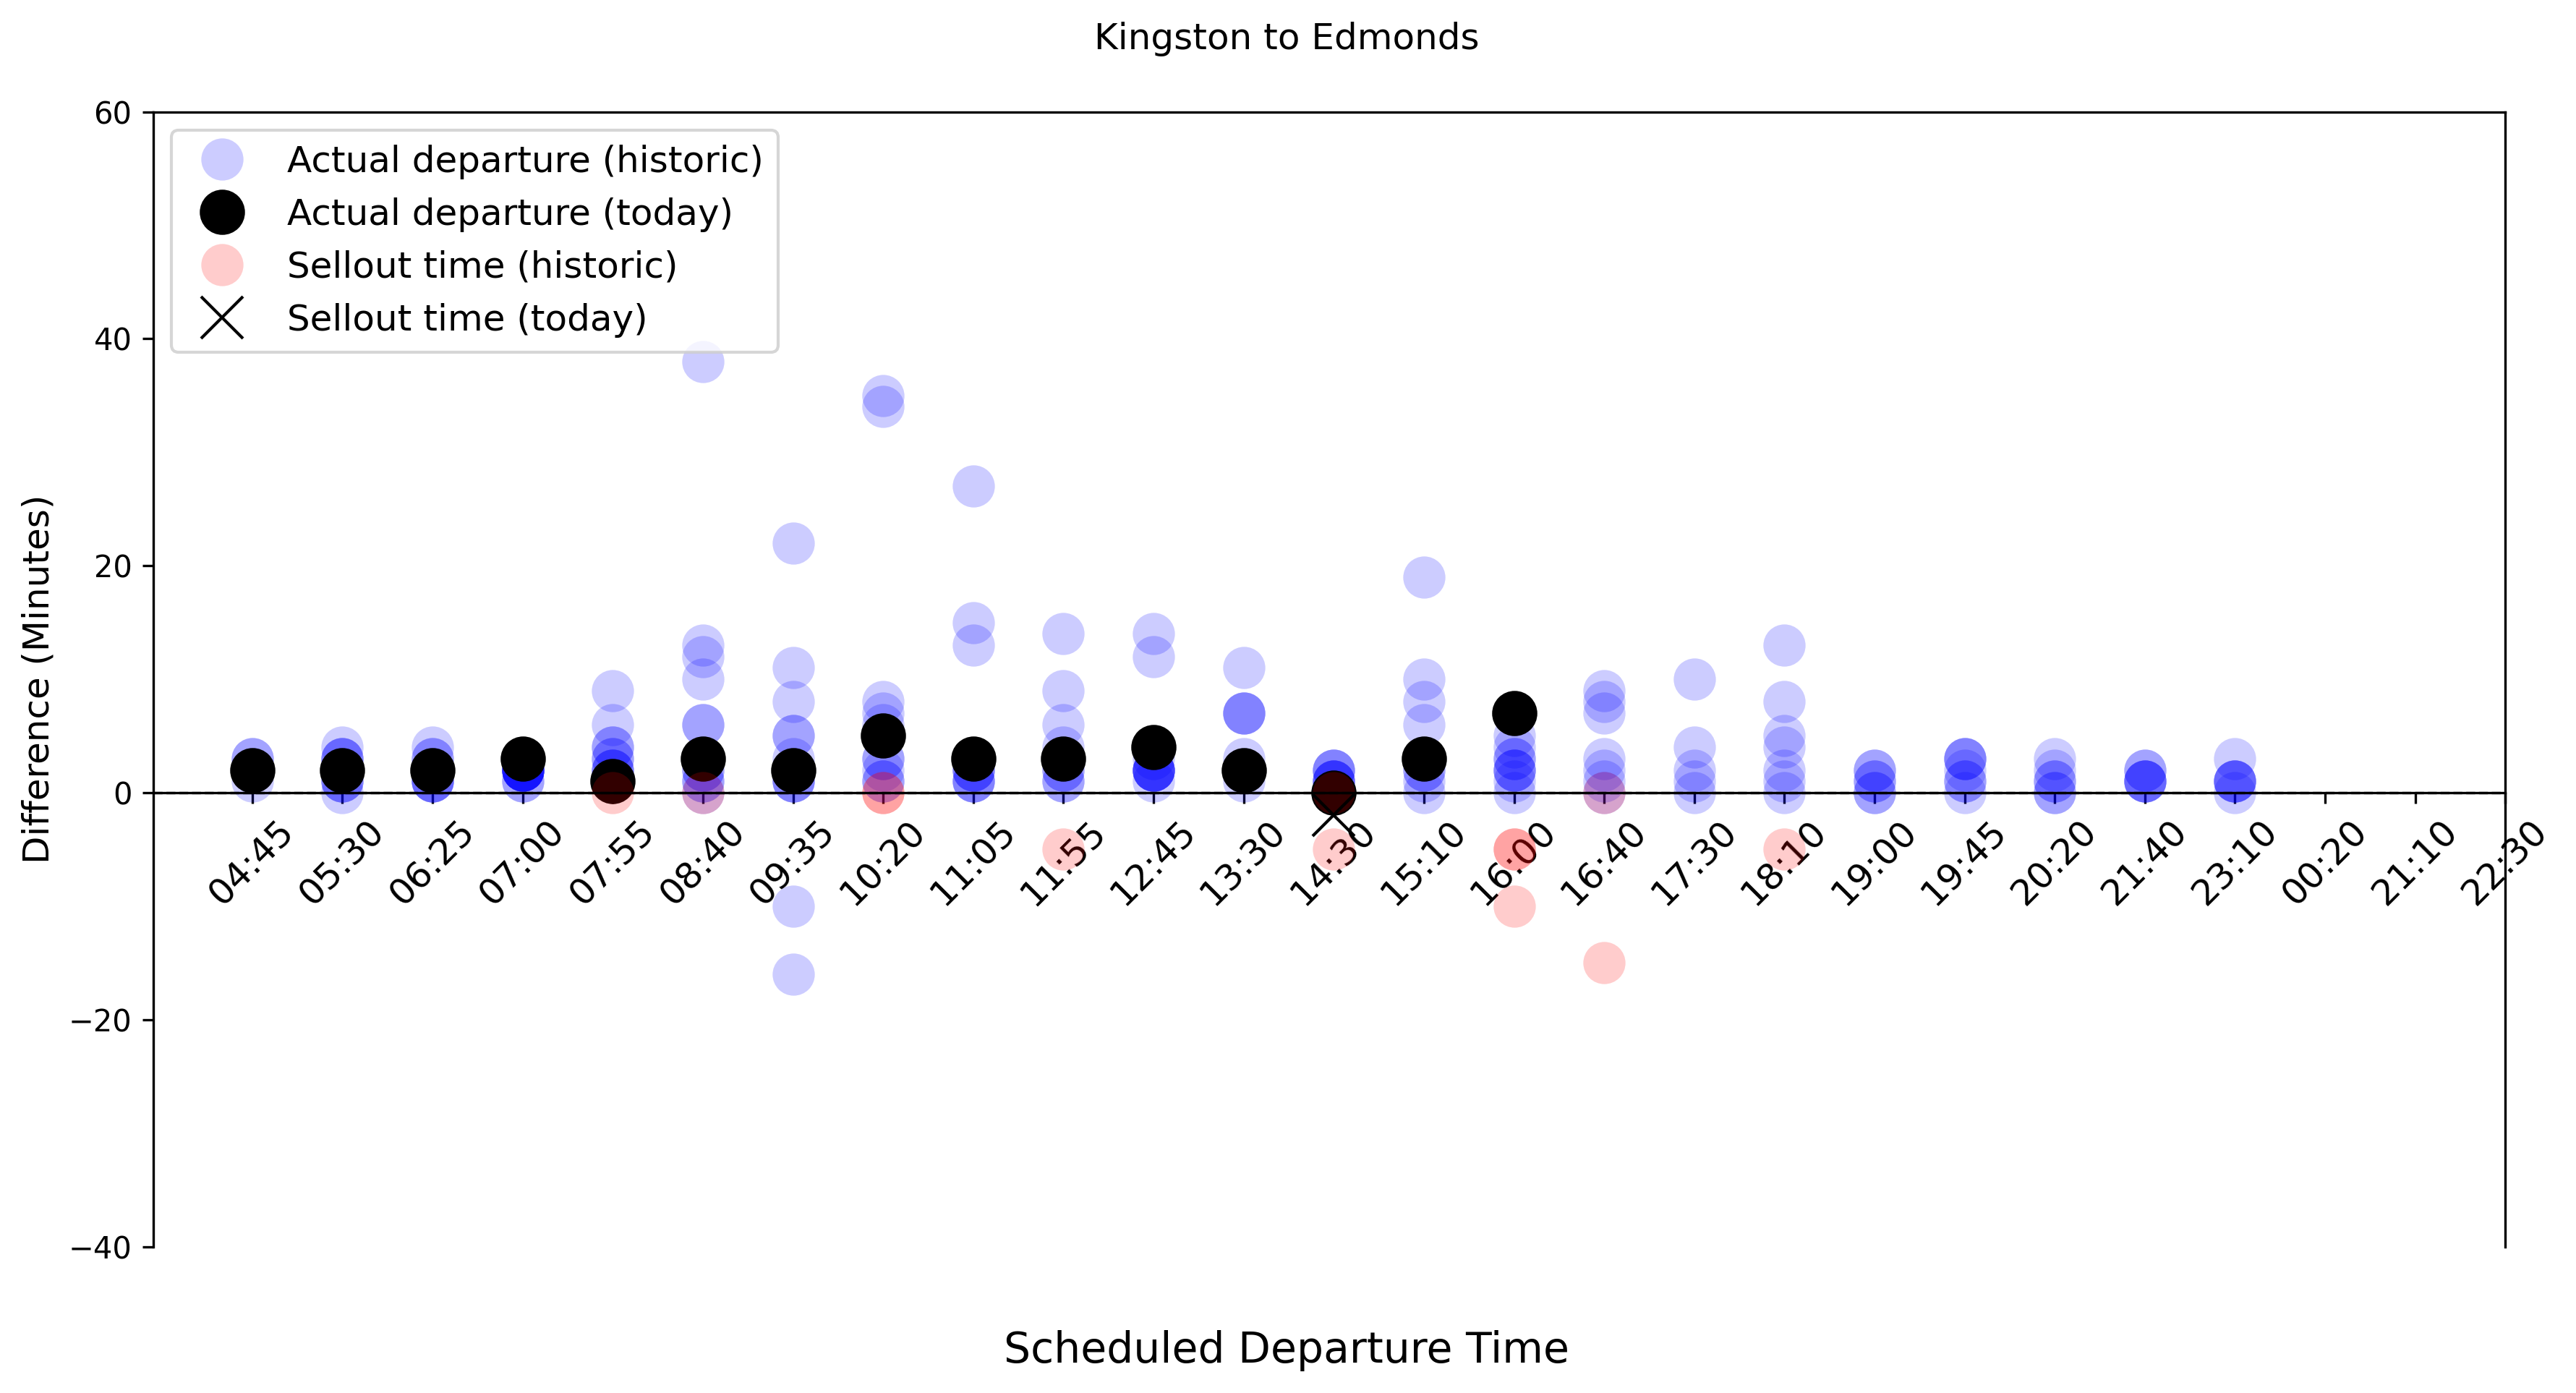 Kingston to Edmonds
Actual departure (historic)
Actual departure (today)
Sellout time (historic)
Sellout time (today)
Difference (Minutes)
60
40
20
0
−20
−40
04:45 05:30 06:25 07:00 07:55 08:40 09:35 10:20 11:05 11:55 12:45 13:30 14:30 15:10 16:00 16:40 17:30 18:10 19:00 19:45 20:20 21:40 23:10 00:20 21:10 22:30
Scheduled Departure Time